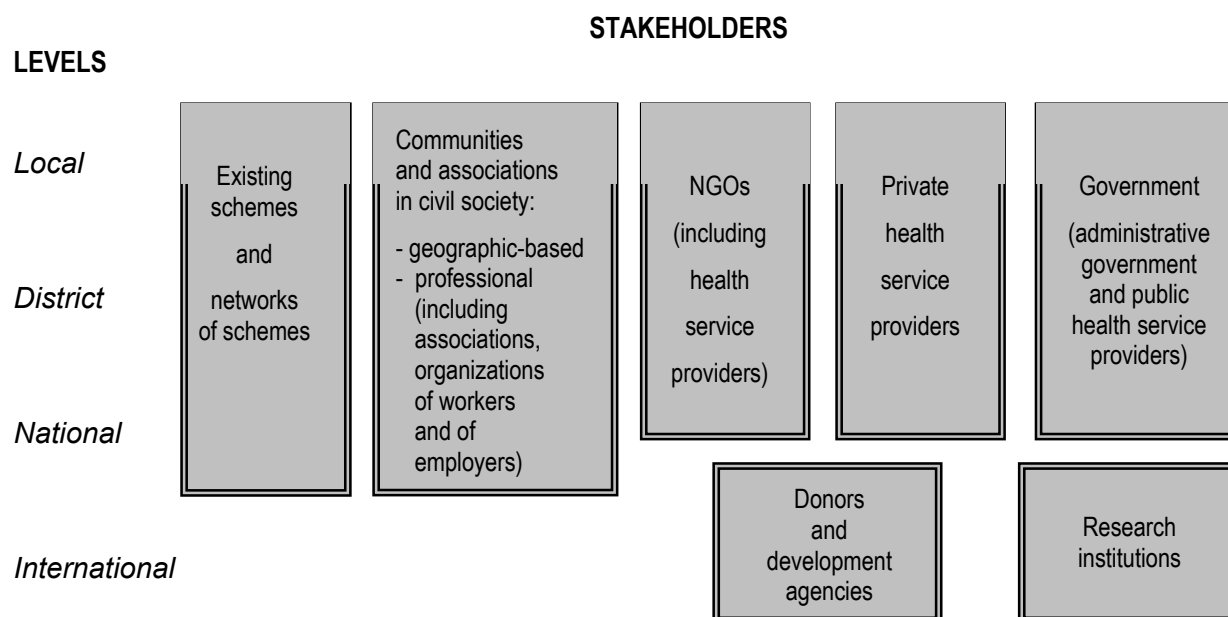 STAKEHOLDERS
LEVELS
Local
District
National
International
Existing
schemes
and
networks
of schemes
Communities
and associations
in civil society:
- geographic-based
- professional
(including
associations,
organizations
of workers
and of
employers)
NGOs
(including
health
service
providers)
Private
health
service
providers
Government
(administrative
government
and public
health service
providers)
Donors
and
development
agencies
Research
institutions